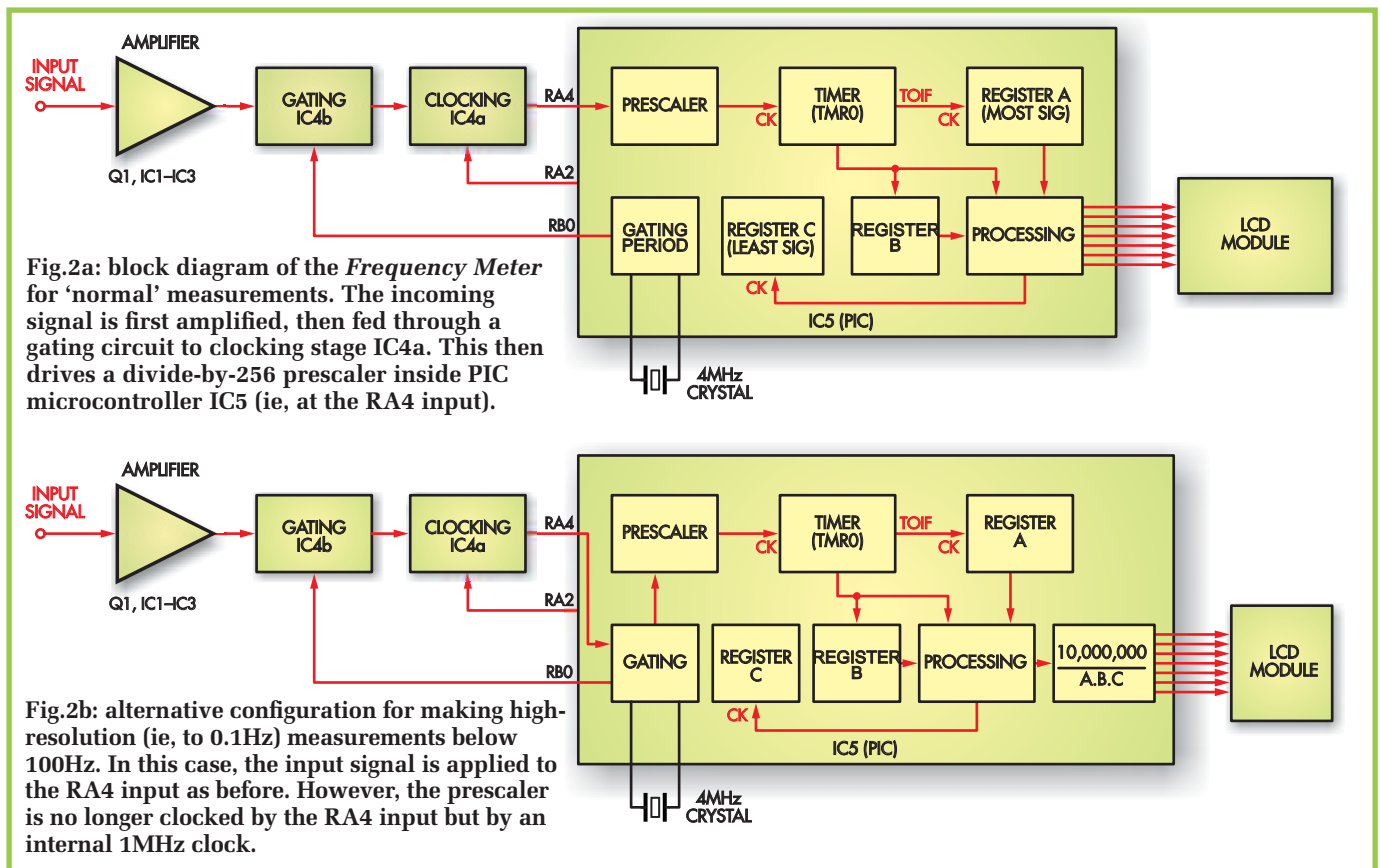 AMPLIFIER
INPUT
SIGNAL
Q1, IC1–IC3
GATING
IC4b
CLOCKING
IC4a
RA4
RA2
RB0
PRESCALER
CK
TIMER
(TMR0)
TOIF
CK
REGISTER A
(MOST SIG)
GATING
PERIOD
REGISTER C
(LEAST SIG)
CK
REGISTER
B
PROCESSING
IC5 (PIC)
LCD
MODULE
4MHz
CRYSTAL
Fig.2a: block diagram of the Frequency Meter
for ‘normal’ measurements. The incoming
signal is first amplified, then fed through a
gating circuit to clocking stage IC4a. This then
drives a divide-by-256 prescaler inside PIC
microcontroller IC5 (ie, at the RA4 input).
AMPLIFIER
INPUT
SIGNAL
Q1, IC1–IC3
GATING
IC4b
CLOCKING
IC4a
RA4
RA2
RB0
PRESCALER
CK
TIMER
(TMR0)
TOIF
CK
REGISTER
A
GATING
REGISTER
C
CK
REGISTER
B
PROCESSING
10,000,000
A.B.C
IC5 (PIC)
LCD
MODULE
4MHz
CRYSTAL
Fig.2b: alternative configuration for making high-
resolution (ie, to 0.1Hz) measurements below
100Hz. In this case, the input signal is applied to
the RA4 input as before. However, the prescaler
is no longer clocked by the RA4 input but by an
internal 1MHz clock.